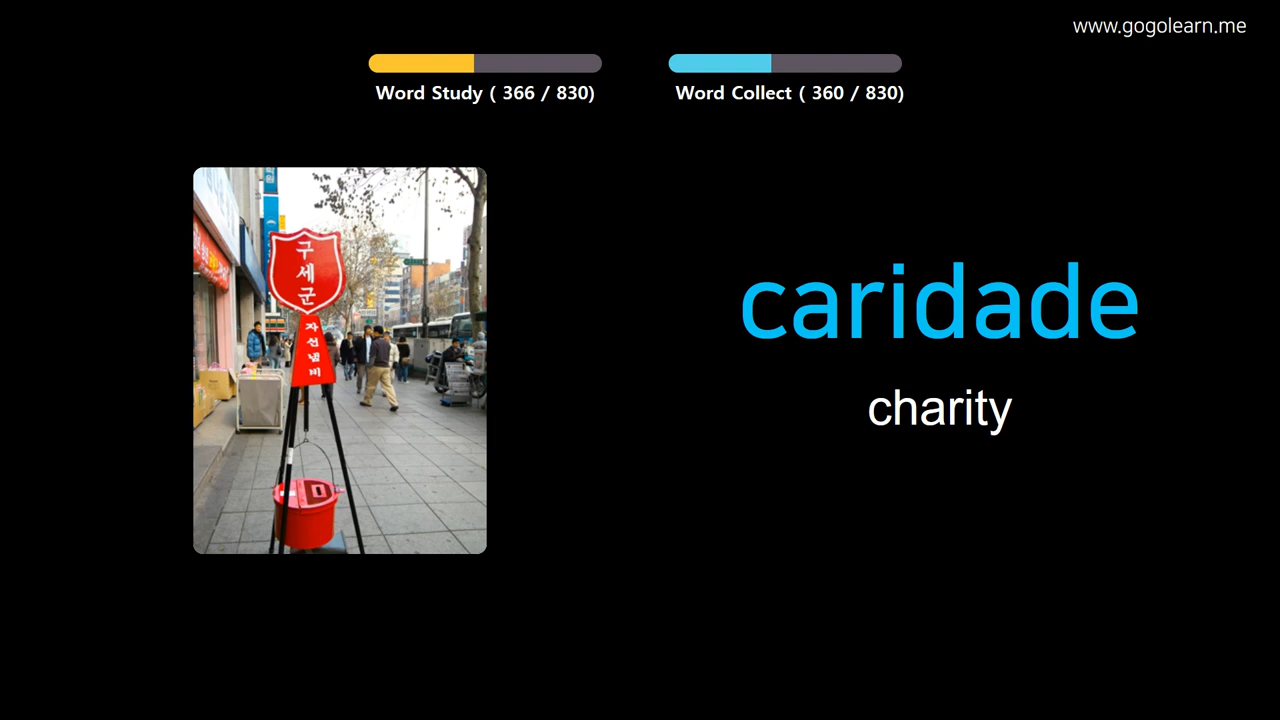 www.gogolearn.me
Word Study ( 366 / 830)
Word Collect ( 360 / 830)
구세군
자선냄비
caridade
charity